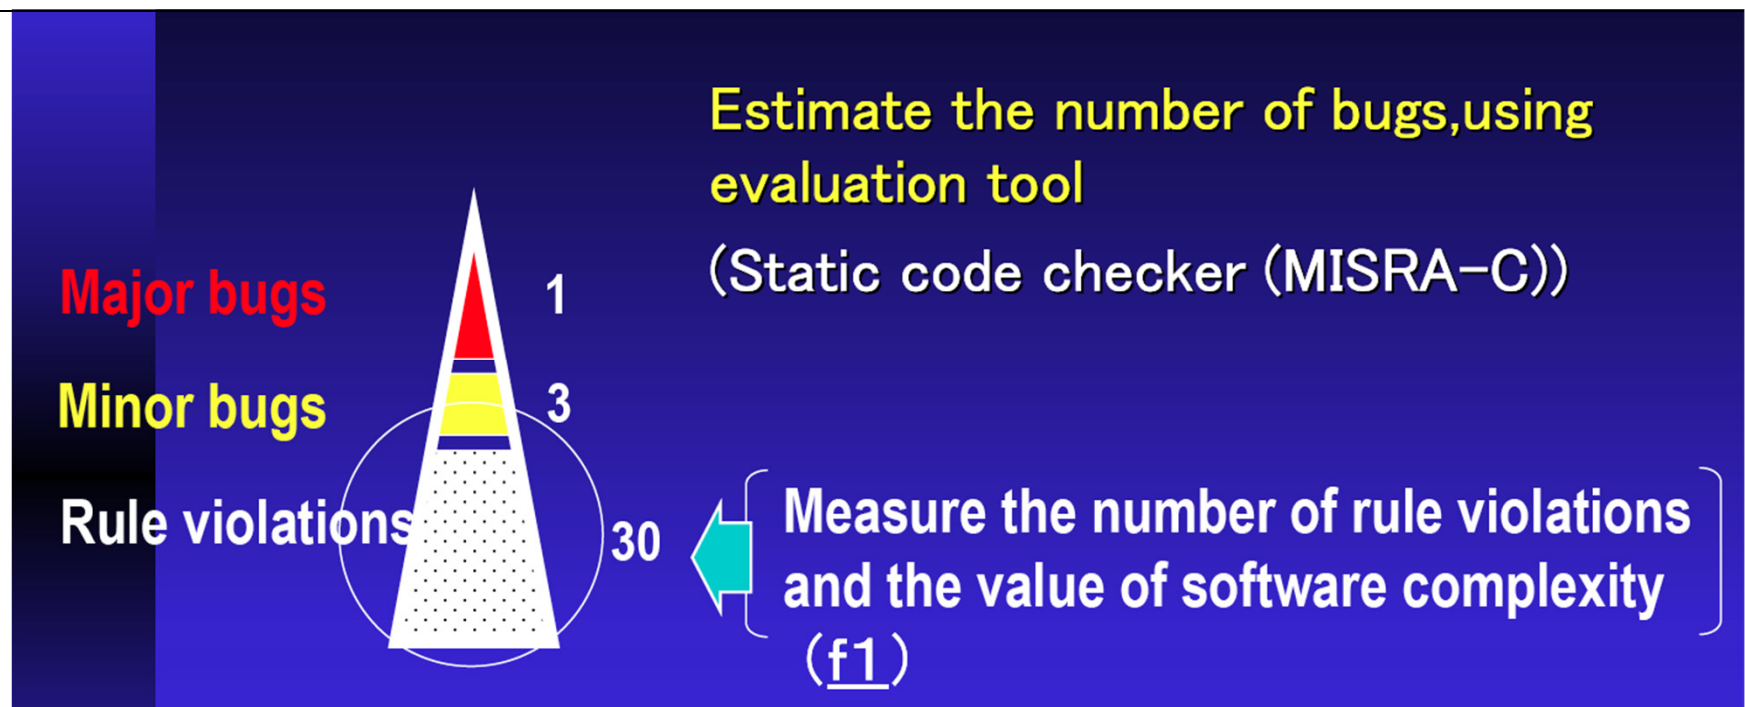 Estimate the number of bugs,using
evaluation tool
(Static code checker (MISRA-C))
Major bugs 1
Minor bugs 3
Rule violations 30
Measure the number of rule violations
and the value of software complexity
(f1)